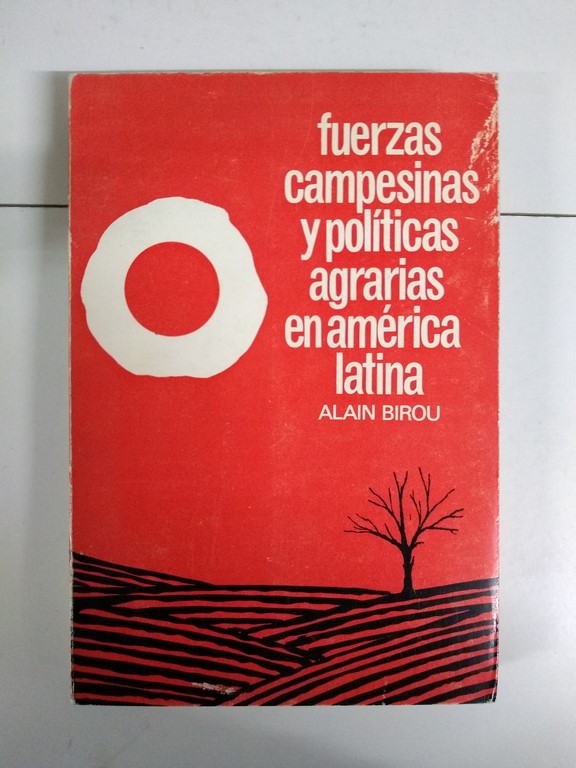 fuerzas
campesinas
y políticas
agrarias
en américa
latina
ALAIN BIROU